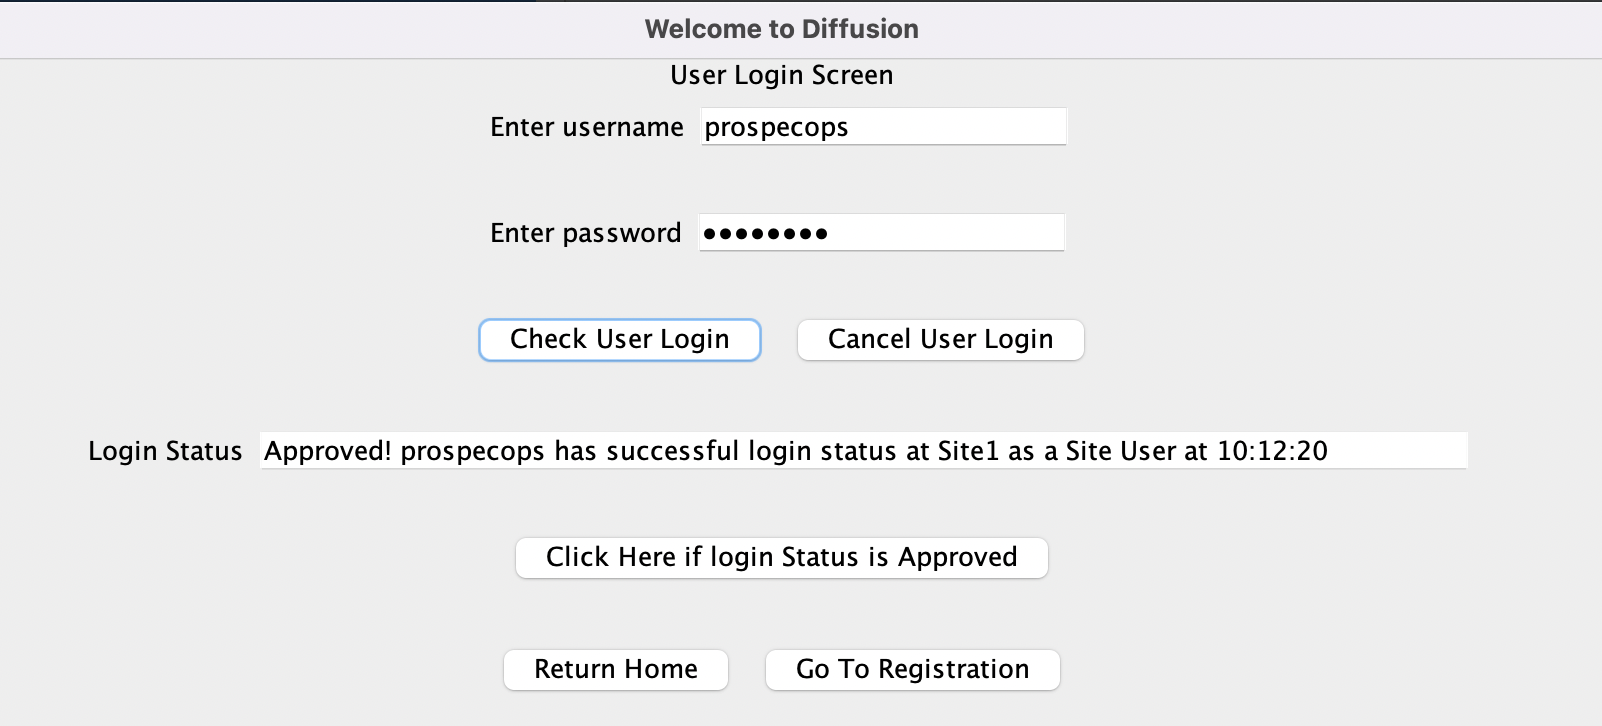 Welcome to Diffusion
User Login Screen
Enter username prospecops
Enter password ••••••••
Check User Login Cancel User Login
Login Status Approved! prospecops has successful login status at Site1 as a Site User at 10:12:20
Click Here if login Status is Approved
Return Home Go To Registration